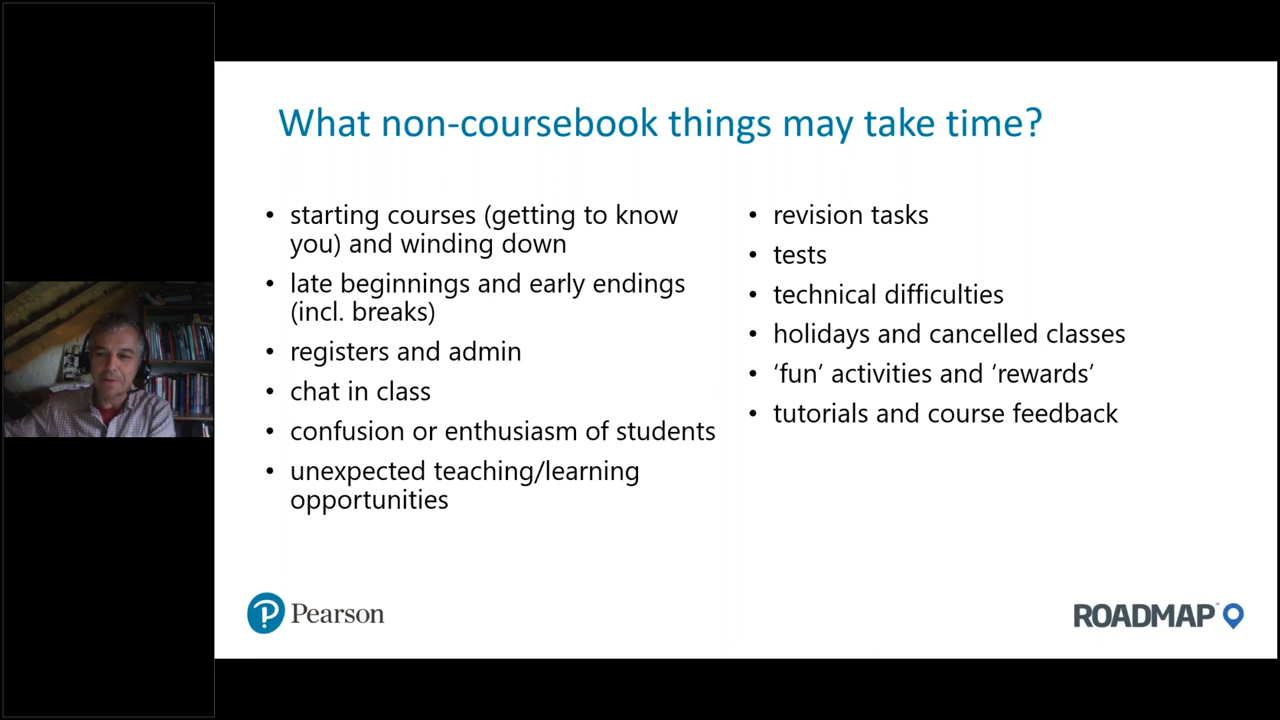 What non-coursebook things may take time?
• starting courses (getting to know
you) and winding down
• late beginnings and early endings
(incl. breaks)
• registers and admin
• chat in class
• confusion or enthusiasm of students
• unexpected teaching/learning
opportunities
• revision tasks
• tests
• technical difficulties
• holidays and cancelled classes
• ‘fun’ activities and ‘rewards’
• tutorials and course feedback
Pearson
ROADMAP